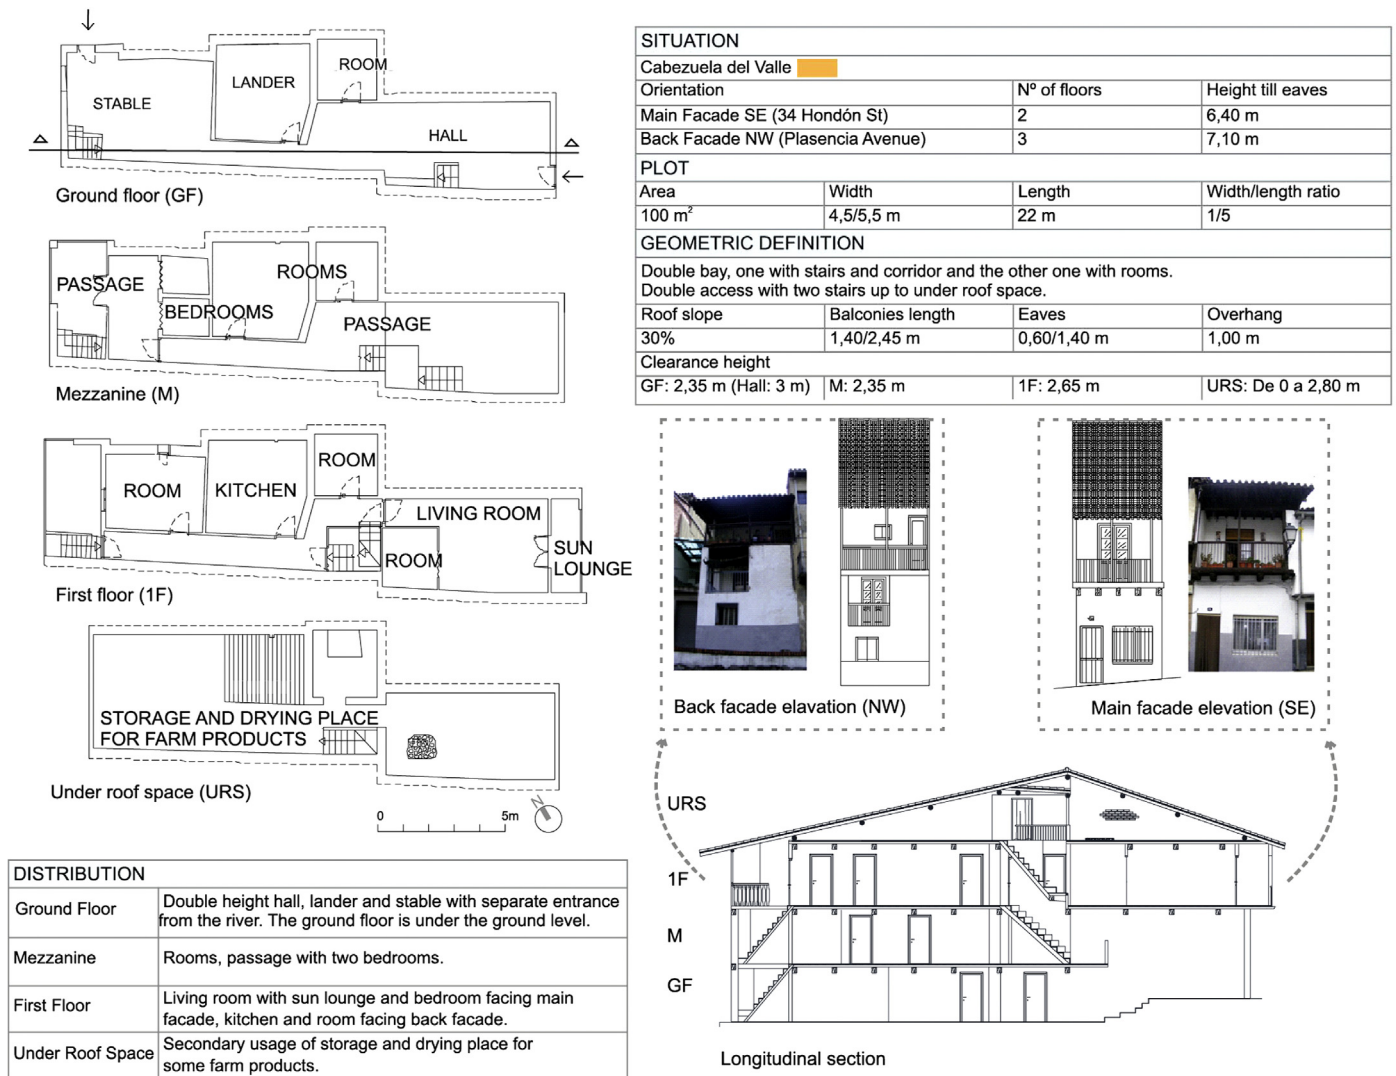 STABLE
LANDER
ROOM
HALL
Ground floor (GF)
PASSAGE
BEDROOMS
ROOMS
PASSAGE
Mezzanine (M)
ROOM
KITCHEN
ROOM
LIVING ROOM
ROOM
SUN
LOUNGE
First floor (1F)
STORAGE AND DRYING PLACE
FOR FARM PRODUCTS
Under roof space (URS)
0 5m
N
DISTRIBUTION
Ground Floor Double height hall, lander and stable with separate entrance
from the river. The ground floor is under the ground level.
Mezzanine Rooms, passage with two bedrooms.
First Floor Living room with sun lounge and bedroom facing main
facade, kitchen and room facing back facade.
Under Roof Space Secondary usage of storage and drying place for
some farm products.
SITUATION
Cabezuela del Valle
Orientation Nº of floors Height till eaves
Main Facade SE (34 Hondón St) 2 6,40 m
Back Facade NW (Plasencia Avenue) 3 7,10 m
PLOT
Area Width Length Width/length ratio
100 m² 4,5/5,5 m 22 m 1/5
GEOMETRIC DEFINITION
Double bay, one with stairs and corridor and the other one with rooms.
Double access with two stairs up to under roof space.
Roof slope Balconies length Eaves Overhang
30% 1,40/2,45 m 0,60/1,40 m 1,00 m
Clearance height
GF: 2,35 m (Hall: 3 m) M: 2,35 m 1F: 2,65 m URS: De 0 a 2,80 m
Back facade elavation (NW)
Main facade elevation (SE)
URS
1F
M
GF
Longitudinal section